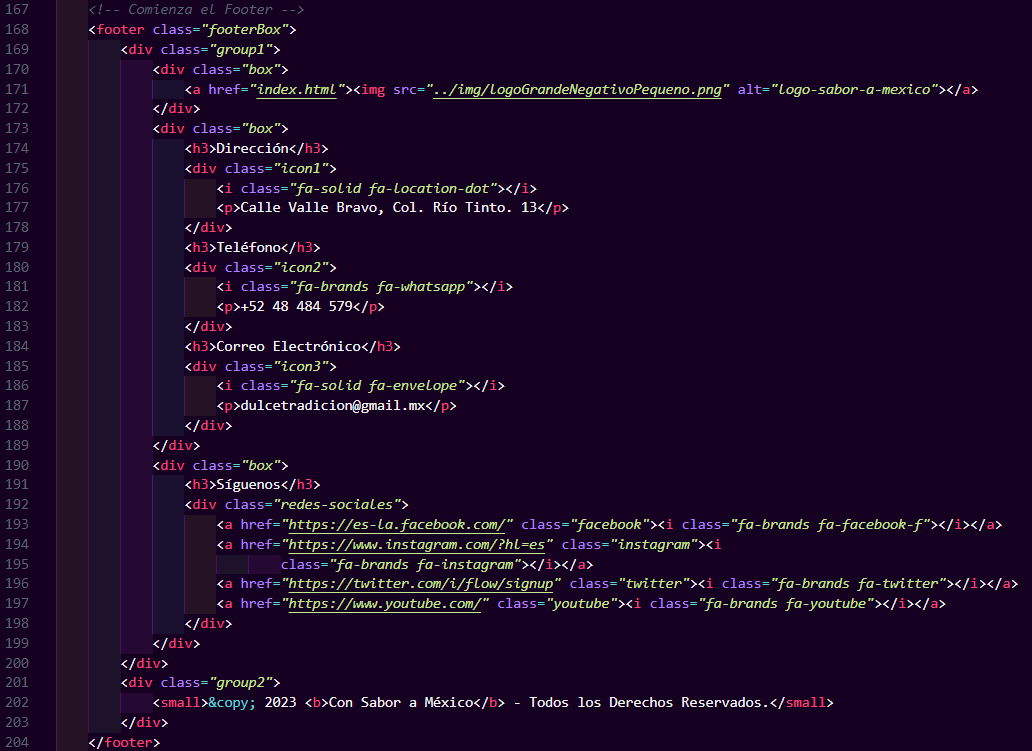 167 <!-- Comienza el Footer -->
168 <footer class="footerBox">
169 <div class="group1">
170 <div class="box">
171 <a href="index.html"><img src="../img/logoGrandeNegativoPequeno.png" alt="logo-sabor-a-mexico"></a>
172 </div>
173 <div class="box">
174 <h3>Dirección</h3>
175 <div class="icon1">
176 <i class="fa-solid fa-location-dot"></i>
177 <p>Calle Valle Bravo, Col. Río Tinto. 13</p>
178 </div>
179 <h3>Teléfono</h3>
180 <div class="icon2">
181 <i class="fa-brands fa-whatsapp"></i>
182 <p>+52 48 484 579</p>
183 </div>
184 <h3>Correo Electrónico</h3>
185 <div class="icon3">
186 <i class="fa-solid fa-envelope"></i>
187 <p>dulcetradicion@gmail.mx</p>
188 </div>
189 </div>
190 <div class="box">
191 <h3>Síguenos</h3>
192 <div class="redes-sociales">
193 <a href="https://es-la.facebook.com/" class="facebook"><i class="fa-brands fa-facebook-f"></i></a>
194 <a href="https://www.instagram.com/?hl=es" class="instagram"><i
195 class="fa-brands fa-instagram"></i></a>
196 <a href="https://twitter.com/i/flow/signup" class="twitter"><i class="fa-brands fa-twitter"></i></a>
197 <a href="https://www.youtube.com/" class="youtube"><i class="fa-brands fa-youtube"></i></a>
198 </div>
199 </div>
200 </div>
201 <div class="group2">
202 <small>&copy; 2023 <b>Con Sabor a México</b> - Todos los Derechos Reservados.</small>
203 </div>
204 </footer>